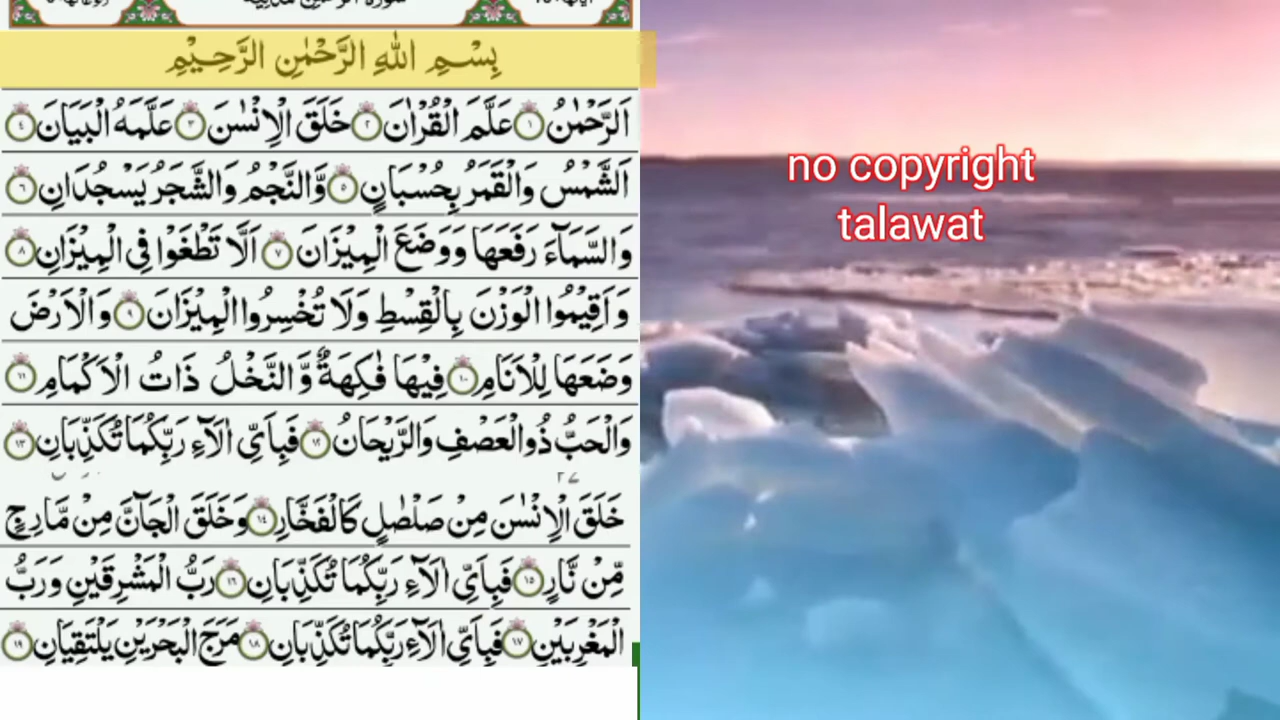 بِسْمِ اللّٰهِ الرَّحْمٰنِ الرَّحِيْمِ
اَلرَّحْمٰنُ ١ عَلَّمَ الْقُرْاٰنَ ٢ خَلَقَ الْاِنْسٰنَ ٣ عَلَّمَهُ الْبَيَانَ ٤
اَلشَّمْسُ وَالْقَمَرُ بِحُسْبَانٍ ٥ وَّالنَّجْمُ وَالشَّجَرُ يَسْجُدَانِ ٦
وَالسَّمَآءَ رَفَعَهَا وَوَضَعَ الْمِيْزَانَ ٧ اَلَّا تَطْغَوْا فِى الْمِيْزَانِ ٨
وَاَقِيْمُوا الْوَزْنَ بِالْقِسْطِ وَلَا تُخْسِرُوا الْمِيْزَانَ ٩ وَالْاَرْضَ
وَضَعَهَا لِلْاَنَامِ ١٠ فِيْهَا فَاكِهَةٌ وَّالنَّخْلُ ذَاتُ الْاَكْمَامِ ١١
وَالْحَبُّ ذُو الْعَصْفِ وَالرَّيْحَانُ ١٢ فَبِاَىِّ اٰلَآءِ رَبِّكُمَا تُكَذِّبَانِ ١٣
خَلَقَ الْاِنْسٰنَ مِنْ صَلْصٰلٍ كَالْفَخَّارِ ١٤ وَخَلَقَ الْجَآنَّ مِنْ مَّارِجٍ
مِّنْ نَّارٍ ١٥ فَبِاَىِّ اٰلَآءِ رَبِّكُمَا تُكَذِّبَانِ ١٦ رَبُّ الْمَشْرِقَيْنِ وَرَبُّ
الْمَغْرِبَيْنِ ١٧ فَبِاَىِّ اٰلَآءِ رَبِّكُمَا تُكَذِّبَانِ ١٨ مَرَجَ الْبَحْرَيْنِ يَلْتَقِيَانِ ١٩
no copyright
talawat